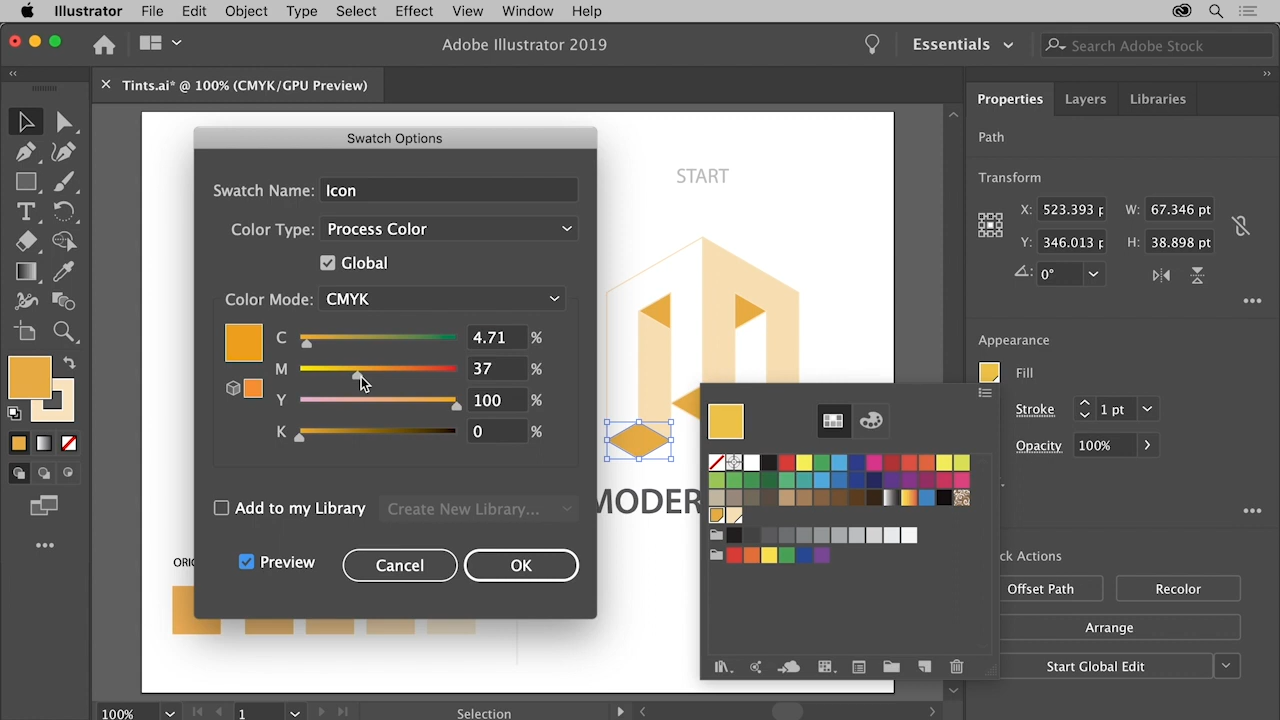 Illustrator File Edit Object Type Select Effect View Window Help
Adobe Illustrator 2019
Essentials
Search Adobe Stock
Tints.ai* @ 100% (CMYK/GPU Preview)
Swatch Options
Swatch Name: Icon
Color Type: Process Color
Global
Color Mode: CMYK
C 4.71 %
M 37 %
Y 100 %
K 0 %
Add to my Library Create New Library...
Preview Cancel OK
START
MODER
ORIG
Properties Layers Libraries
Path
Transform
X: 523.393 p W: 67.346 pt
Y: 346.013 p H: 38.898 pt
0°
Appearance
Fill
Stroke 1 pt
Opacity 100%
ck Actions
Offset Path Recolor
Arrange
Start Global Edit
100% 1 Selection